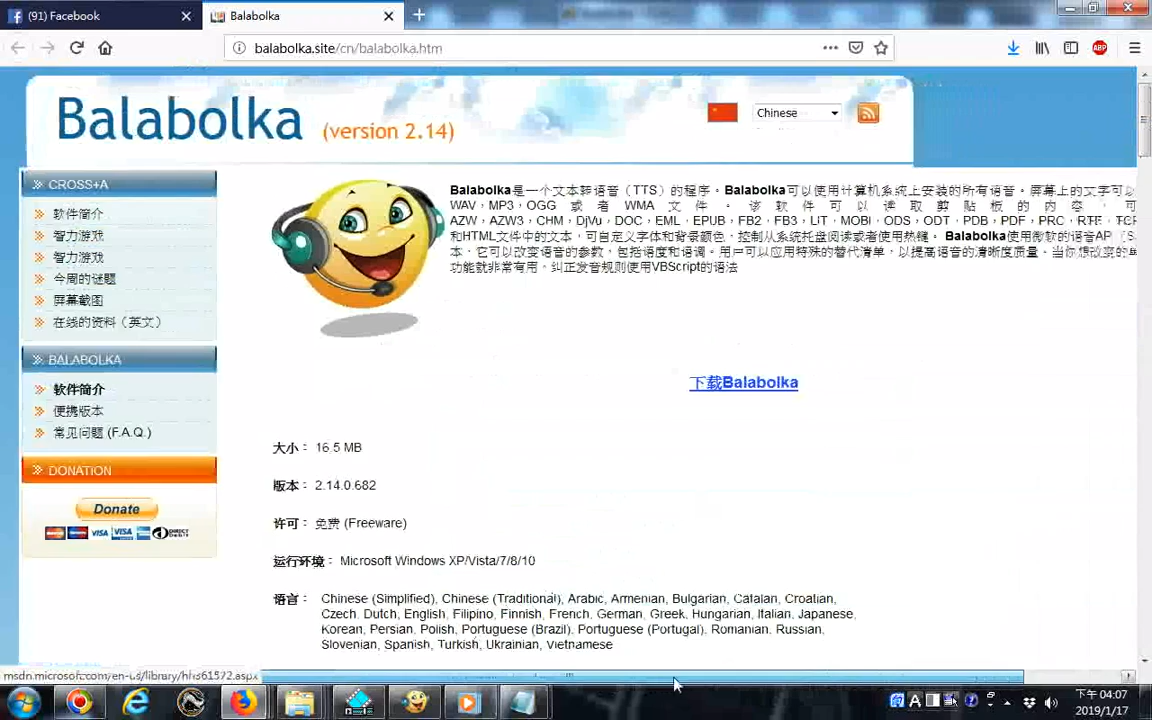 (91) Facebook
Balabolka
balabolka.site/cn/balabolka.htm
ABP
Balabolka (version 2.14)
Chinese
CROSS+A
软件简介
智力游戏
智力游戏
今周的谜题
屏幕截图
在线的资料（英文）
BALABOLKA
软件简介
便携版本
常见问题 (F.A.Q.)
DONATION
Donate
VISA VISA DIRECT
Balabolka是一个文本转语音（TTS）的程序。Balabolka可以使用计算机系统上安装的所有语音。屏幕上的文字可以
WAV，MP3，OGG 或者 WMA 文件。该软件可以读取剪贴板的内容，可
AZW, AZW3, CHM, DjVu, DOC, EML, EPUB, FB2, FB3, LIT, MOBI, ODS, ODT, PDB, PDF, PRC, RTF, TCR
和HTML文件中的文本，可自定义字体和背景颜色，控制从系统托盘阅读或者使用热键。Balabolka使用微软的语音AP（S
本，它可以改变语音的参数，包括语度和语调。用户可以应用特殊的替代清单，以提高语音的清晰度质量。当你想改变的
功能就非常有用。纠正发音规则使用VBScript的语法
下载Balabolka
大小： 16.5 MB
版本： 2.14.0.682
许可： 免费 (Freeware)
运行环境： Microsoft Windows XP/Vista/7/8/10
语言： Chinese (Simplified), Chinese (Traditional), Arabic, Armenian, Bulgarian, Catalan, Croatian,
Czech, Dutch, English, Filipino, Finnish, French, German, Greek, Hungarian, Italian, Japanese,
Korean, Persian, Polish, Portuguese (Brazil), Portuguese (Portugal), Romanian, Russian,
Slovenian, Spanish, Turkish, Ukrainian, Vietnamese
msdn.microsoft.com/en-us/library/hh361572.aspx
A
下午 04:07
2019/1/17